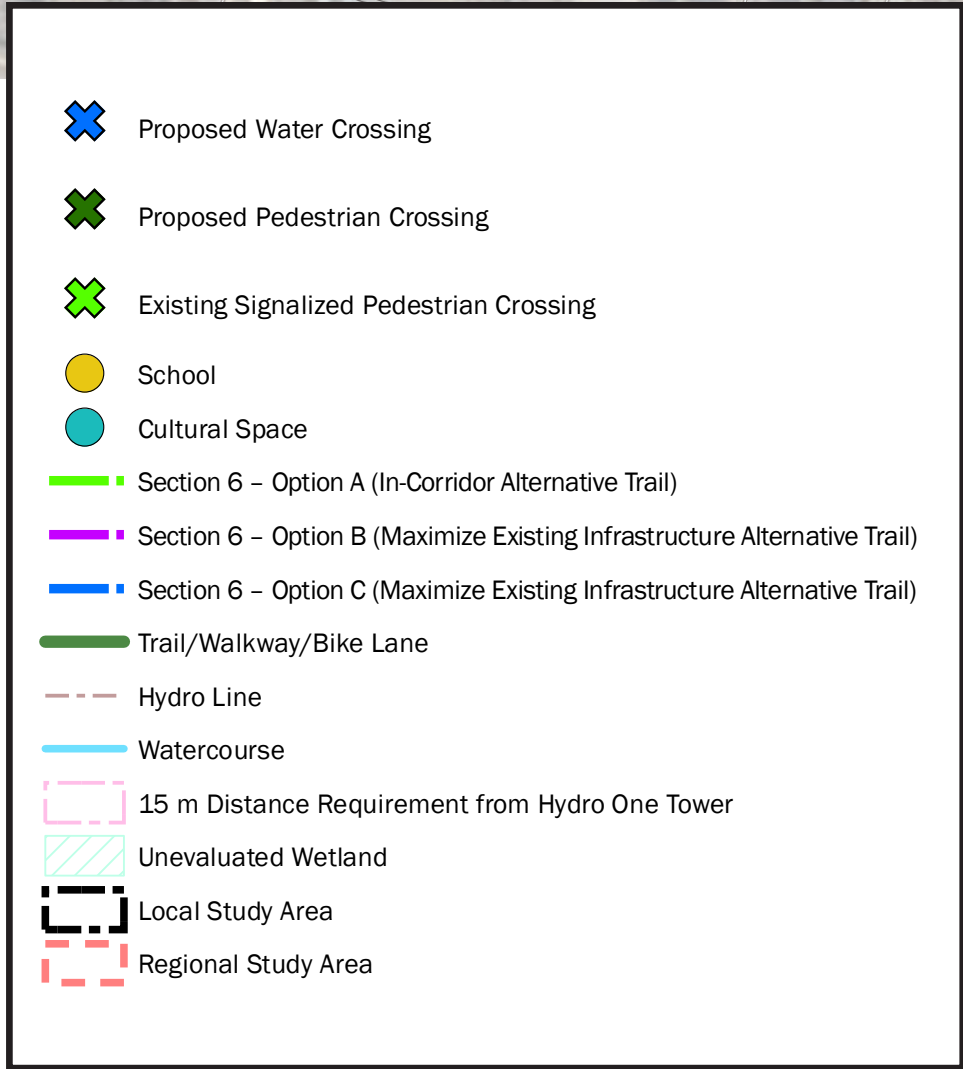 Proposed Water Crossing
Proposed Pedestrian Crossing
Existing Signalized Pedestrian Crossing
School
Cultural Space
Section 6 – Option A (In-Corridor Alternative Trail)
Section 6 – Option B (Maximize Existing Infrastructure Alternative Trail)
Section 6 – Option C (Maximize Existing Infrastructure Alternative Trail)
Trail/Walkway/Bike Lane
Hydro Line
Watercourse
15 m Distance Requirement from Hydro One Tower
Unevaluated Wetland
Local Study Area
Regional Study Area